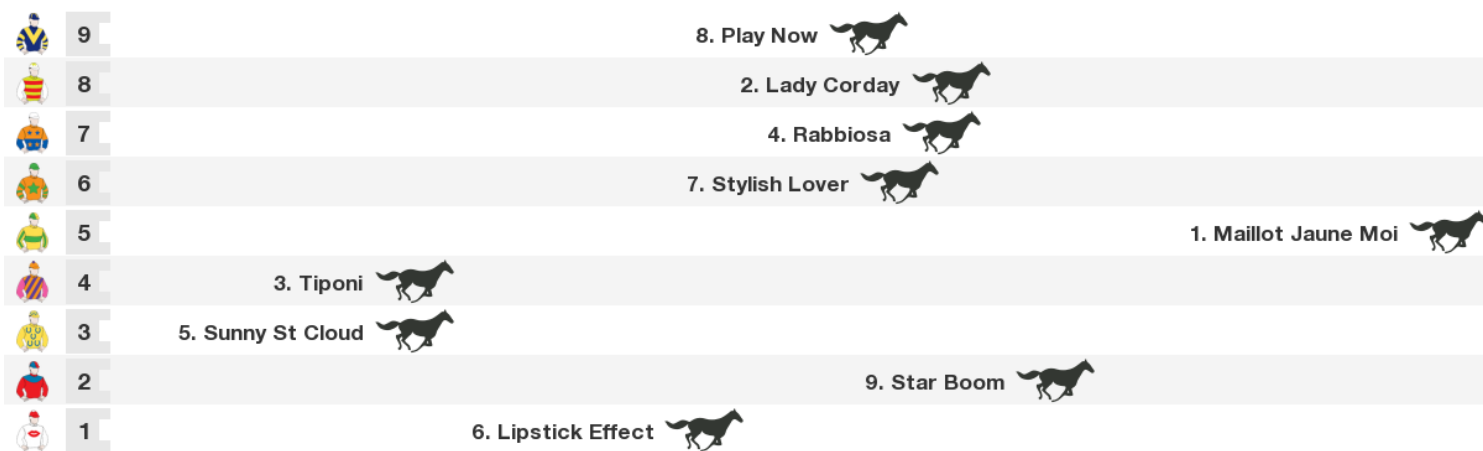 9 8. Play Now
8 2. Lady Corday
7 4. Rabbiosa
6 7. Stylish Lover
5 1. Maillot Jaune Moi
4 3. Tiponi
3 5. Sunny St Cloud
2 9. Star Boom
1 6. Lipstick Effect